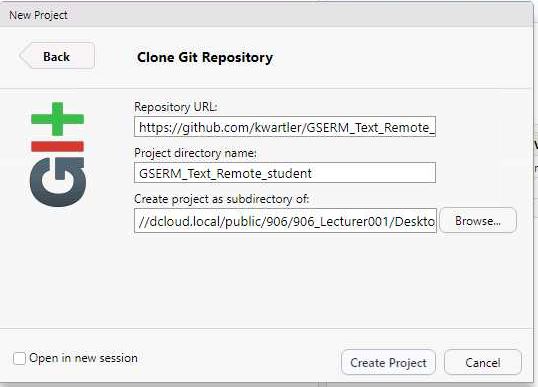 New Project
Back
Clone Git Repository
git
Repository URL:
https://github.com/kwartler/GSERM_Text_Remote_
Project directory name:
GSERM_Text_Remote_student
Create project as subdirectory of:
//dcloud.local/public/906/906_Lecturer001/Deskto
Browse...
Open in new session
Create Project
Cancel